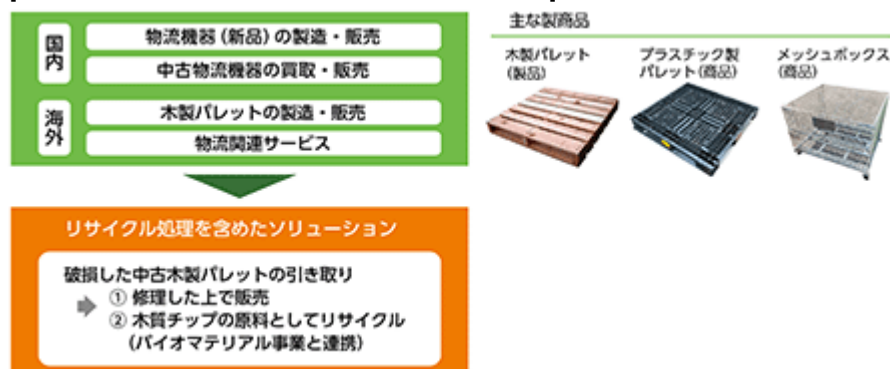 国内
物流機器（新品）の製造・販売
中古物流機器の買取・販売
海外
木製パレットの製造・販売
物流関連サービス
リサイクル処理を含めたソリューション
破損した中古木製パレットの引き取り
① 修理した上で販売
② 木質チップの原料としてリサイクル
（バイオマテリアル事業と連携）
主な製商品
木製パレット
（製品）
プラスチック製
パレット（商品）
メッシュボックス
（商品）